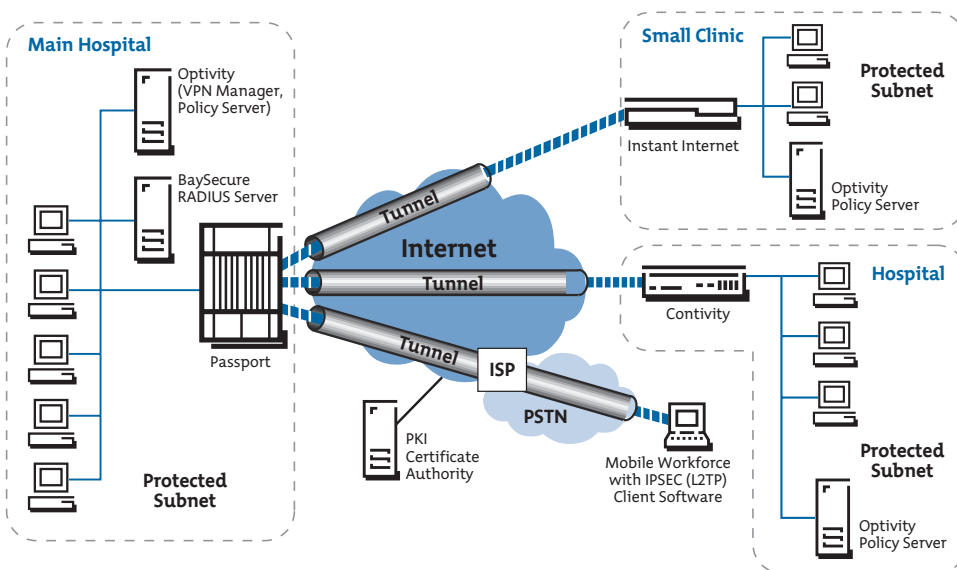 Main Hospital
Optivity
(VPN Manager,
Policy Server)
BaySecure
RADIUS Server
Passport
Protected
Subnet
Internet
Tunnel
Tunnel
Tunnel
ISP
PSTN
PKI
Certificate
Authority
Mobile Workforce
with IPSEC (L2TP)
Client Software
Small Clinic
Protected
Subnet
Instant Internet
Optivity
Policy Server
Hospital
Contivity
Protected
Subnet
Optivity
Policy Server